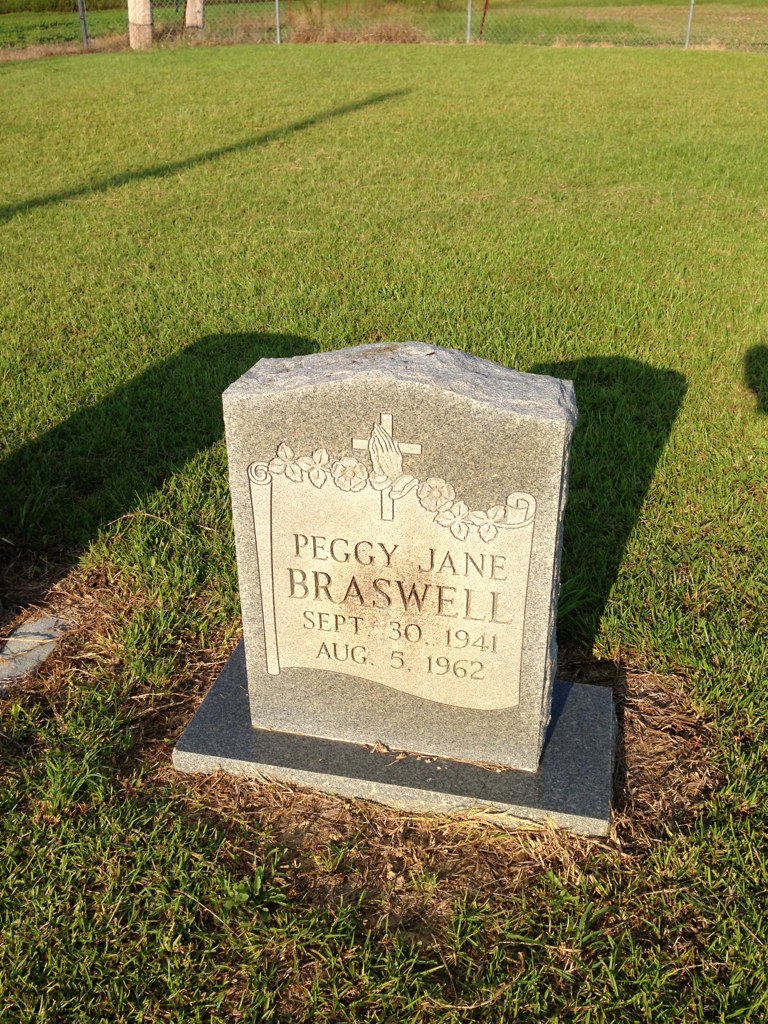 PEGGY JANE
BRASWELL
SEPT. 30, 1941
AUG. 5, 1962